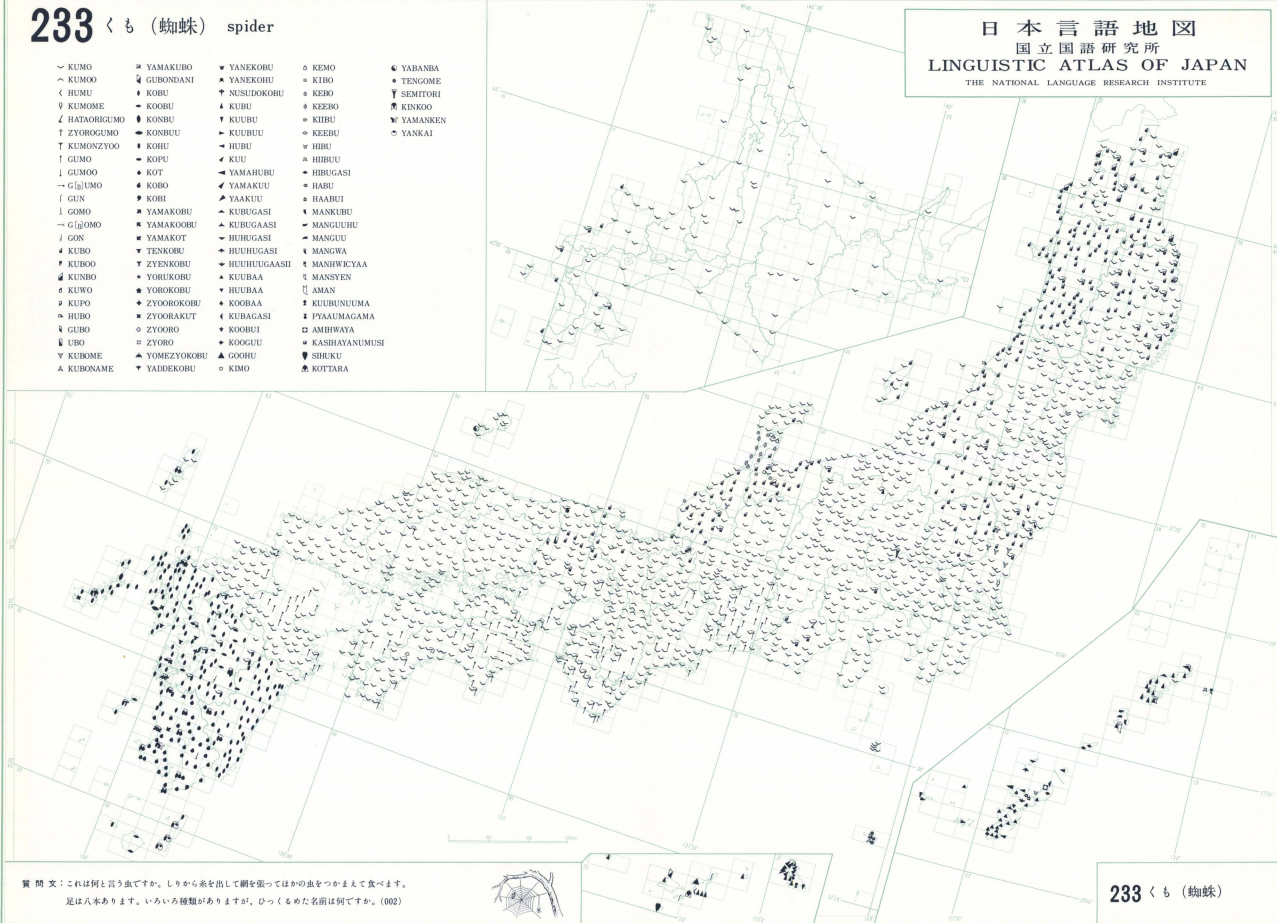 233 くも（蜘蛛） spider
KUMO
KUMOO
HUMU
KUMOME
HATAORIGUMO
ZYOROGUMO
KUMONZYOO
GUMO
GUMOO
G[ŋ]UMO
GUN
GOMO
G[ŋ]OMO
GON
KUBO
KUBOO
KUNBO
KUWO
KUPO
HUBO
GUBO
UBO
KUBOME
KUBONAME
YAMAKUBO
GUBONDANI
KOBU
KOOBU
KONBU
KONBUU
KOHU
KOPU
KOT
KOBO
KOBI
YAMAKOBU
YAMAKOOBU
YAMAKOT
TENKOBU
ZYENKOBU
YORUKOBU
YOROKOBU
ZYOOROKOBU
ZYOORAKUT
ZYOORO
ZYORO
YOMEZYOKOBU
YADDEKOBU
YANEKOBU
YANEKOHU
NUSUDOKOBU
KUBU
KUUBU
KUUBUU
HUBU
KUU
YAMAHUBU
YAMAKUU
YAAKUU
KUBUGASI
KUBUGAASI
HUHUGASI
HUUHUGASI
HUUHUUGAASII
KUUBAA
HUUBAA
KOOBAA
KUBAGASI
KOOBUI
KOOGUU
GOOHU
KIMO
KEMO
KIBO
KEBO
KEEBO
KIIBU
KEEBU
HIBU
HIIBUU
HIBUGASI
HABU
HAABUI
MANKUBU
MANGUUHU
MANGUU
MANGWA
MANHWICYAA
MANSYEN
AMAN
KUUBUNUUMA
PYAAUMAGAMA
AMIHWAYA
KASIHAYANUMUSI
SIHUKU
KOTTARA
YABANBA
TENGOME
SEMITORI
KINKOO
YAMANKEN
YANKAI
日本言語地図
国立国語研究所
LINGUISTIC ATLAS OF JAPAN
THE NATIONAL LANGUAGE RESEARCH INSTITUTE
質問文：これは何と言う虫ですか。しりから糸を出して網を張ってほかの虫をつかまえて食べます。
足は八本あります。いろいろ種類がありますが、ひっくるめた名前は何ですか。(002)
233 くも（蜘蛛）